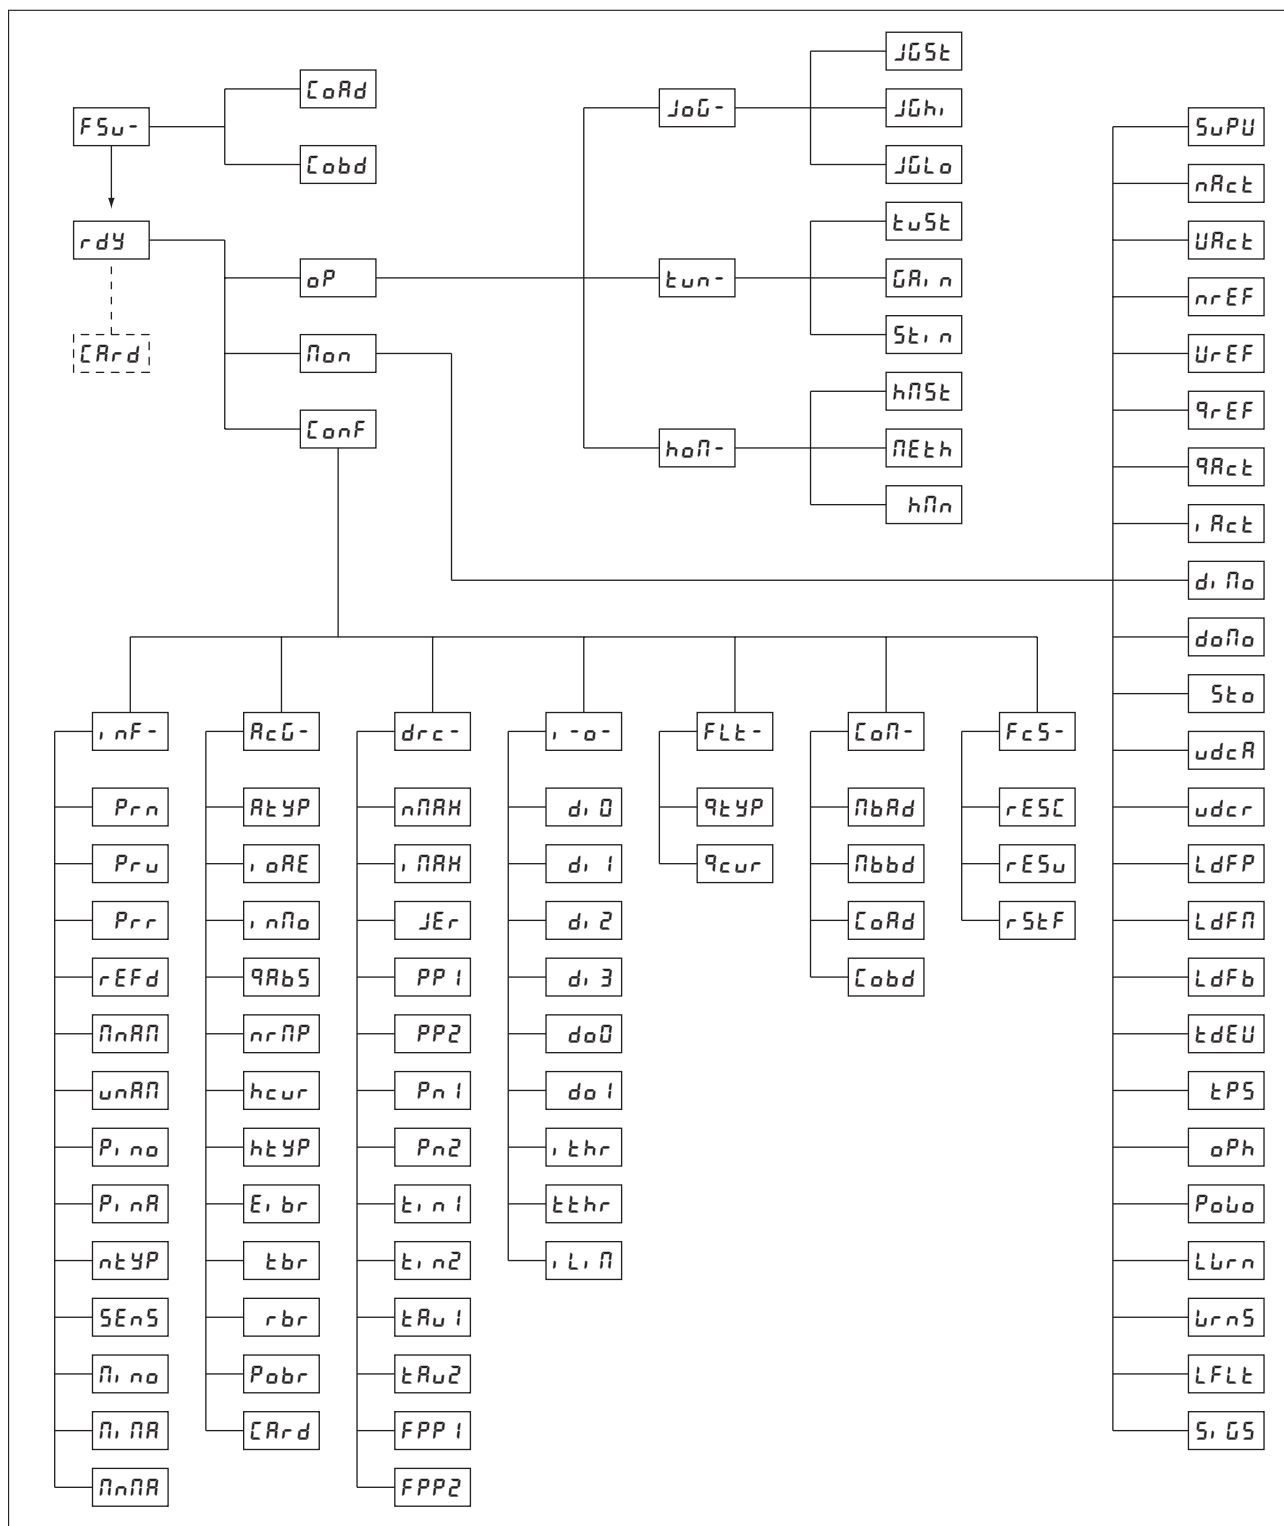 FSu-
CoAd
Cobd
rdy
CArd
oP
Mon
ConF
JoG-
JGSt
JGhi
JGLo
tun-
tuSt
GAin
Stin
hoM-
hMSt
MEth
hMn
SuPV
nAct
VAct
nrEF
VrEF
qrEF
qAct
iAct
diMo
doMo
Sto
udcA
udcr
LdFP
LdFM
LdFb
tdEV
tPS
oPh
PoWo
LWrn
WrnS
LFLt
SiGS
inF-
Prn
Pru
Prr
rEFd
MnAM
unAM
Pino
PinA
ntyP
SEnS
Mino
MiMA
MnMA
AcG-
AtyP
ioAE
inMo
qAbS
nrMP
hcur
htyP
Eibr
tbr
rbr
Pobr
CArd
drc-
nMAX
iMAX
JEr
PP1
PP2
Pn1
Pn2
tin1
tin2
tAu1
tAu2
FPP1
FPP2
i-o-
di0
di1
di2
di3
do0
do1
ithr
tthr
iLiM
FLt-
qtyP
qcur
CoM-
MbAd
Mbbd
CoAd
Cobd
FcS-
rESC
rESu
rStF